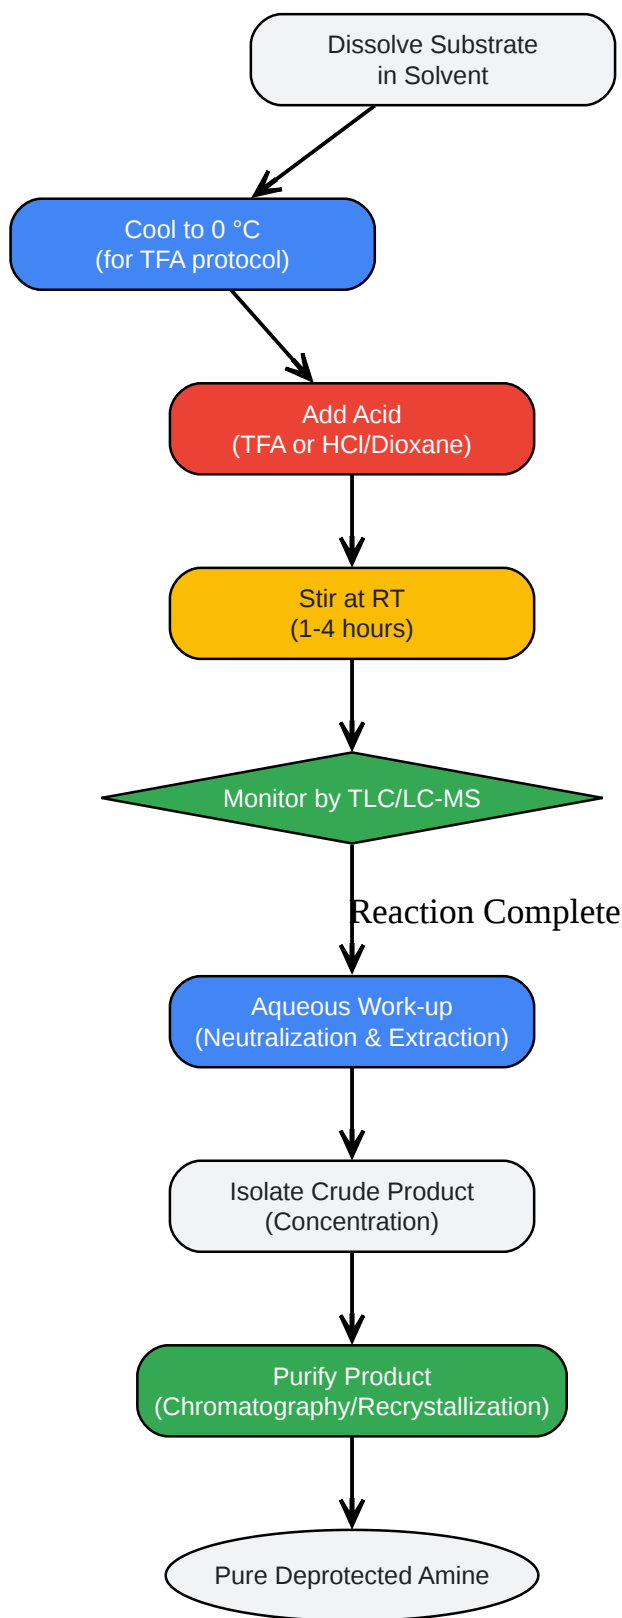 Dissolve Substrate
in Solvent
Cool to 0 °C
(for TFA protocol)
Add Acid
(TFA or HCl/Dioxane)
Stir at RT
(1-4 hours)
Monitor by TLC/LC-MS
Reaction Complete
Aqueous Work-up
(Neutralization & Extraction)
Isolate Crude Product
(Concentration)
Purify Product
(Chromatography/Recrystallization)
Pure Deprotected Amine